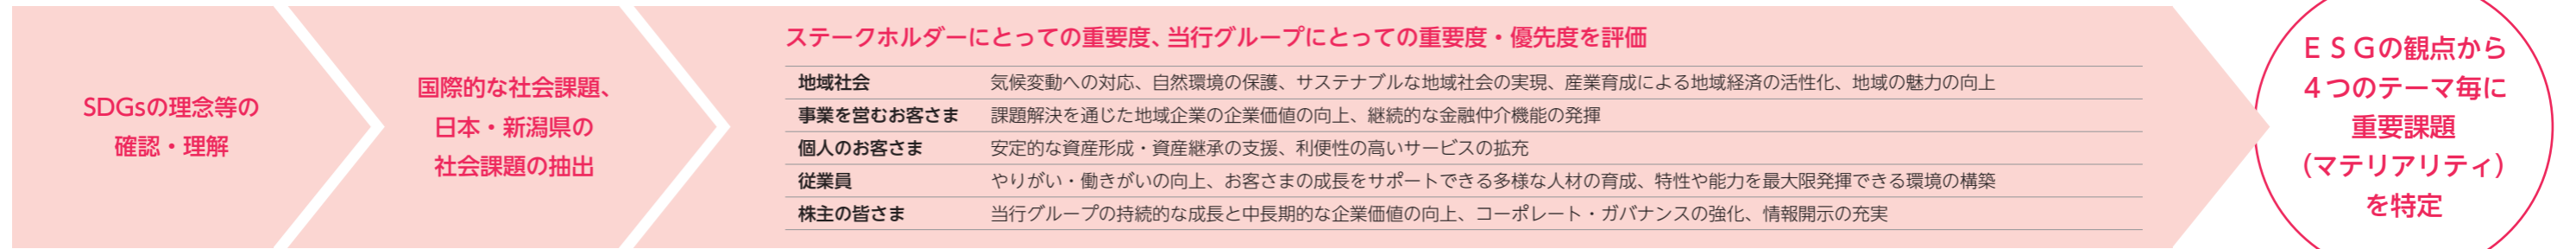 SDGsの理念等の
確認・理解
国際的な社会課題、
日本・新潟県の
社会課題の抽出
ステークホルダーにとっての重要度、当行グループにとっての重要度・優先度を評価
地域社会 気候変動への対応、自然環境の保護、サステナブルな地域社会の実現、産業育成による地域経済の活性化、地域の魅力の向上
事業を営むお客さま 課題解決を通じた地域企業の企業価値の向上、継続的な金融仲介機能の発揮
個人のお客さま 安定的な資産形成・資産継承の支援、利便性の高いサービスの拡充
従業員 やりがい・働きがいの向上、お客さまの成長をサポートできる多様な人材の育成、特性や能力を最大限発揮できる環境の構築
株主の皆さま 当行グループの持続的な成長と中長期的な企業価値の向上、コーポレート・ガバナンスの強化、情報開示の充実
ＥＳＧの観点から
４つのテーマ毎に
重要課題
（マテリアリティ）
を特定